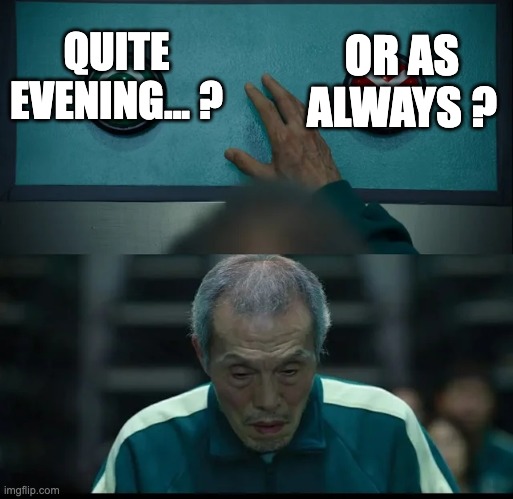 QUITE
EVENING... ?
OR AS
ALWAYS ?
imgflip.com